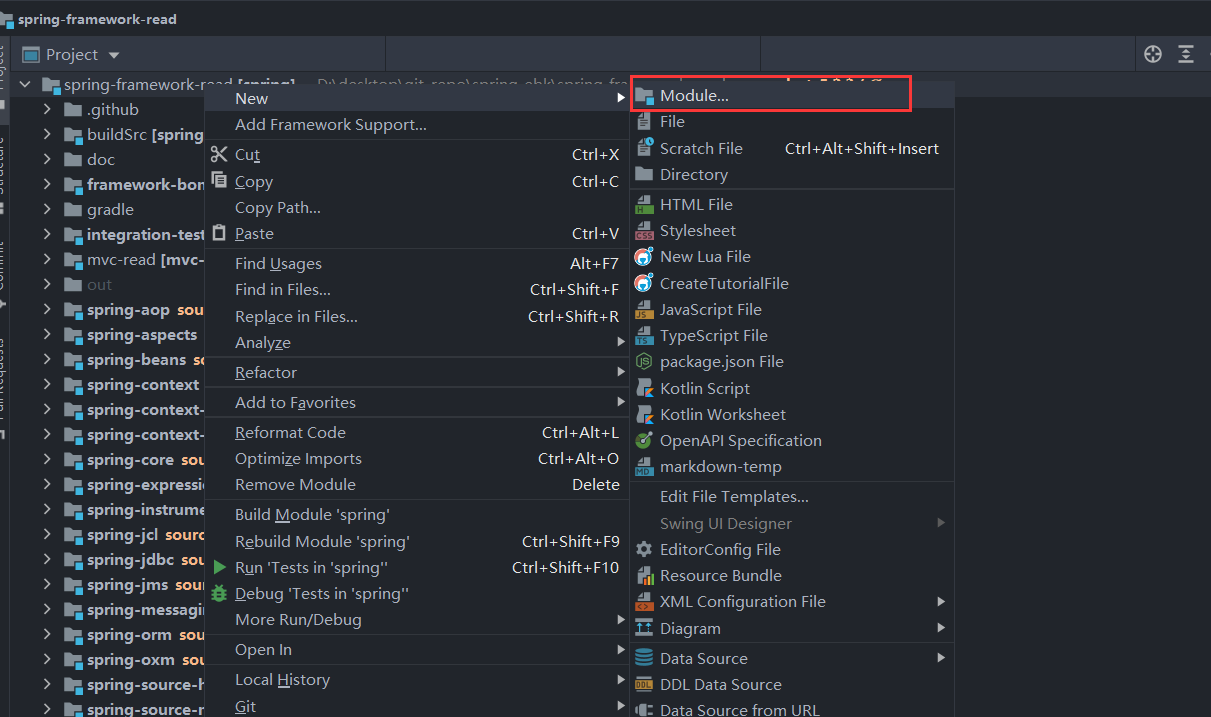 spring-framework-read
Project
spring-framework-read [spring]
.github
buildSrc [spring
doc
framework-bom
gradle
integration-test
mvc-read [mvc-
out
spring-aop sou
spring-aspects
spring-beans so
spring-context
spring-context-
spring-context-
spring-core sou
spring-expressio
spring-instrume
spring-jcl sourc
spring-jdbc sou
spring-jms sour
spring-messagi
spring-orm sou
spring-oxm sou
spring-source-h
spring-source-r
New
Add Framework Support...
Cut Ctrl+X
Copy Ctrl+C
Copy Path...
Paste Ctrl+V
Find Usages Alt+F7
Find in Files... Ctrl+Shift+F
Replace in Files... Ctrl+Shift+R
Analyze
Refactor
Add to Favorites
Reformat Code Ctrl+Alt+L
Optimize Imports Ctrl+Alt+O
Remove Module Delete
Build Module 'spring'
Rebuild Module 'spring' Ctrl+Shift+F9
Run 'Tests in 'spring'' Ctrl+Shift+F10
Debug 'Tests in 'spring''
More Run/Debug
Open In
Local History
Git
Module...
File
Scratch File Ctrl+Alt+Shift+Insert
Directory
HTML File
Stylesheet
New Lua File
CreateTutorialFile
JavaScript File
TypeScript File
package.json File
Kotlin Script
Kotlin Worksheet
OpenAPI Specification
markdown-temp
Edit File Templates...
Swing UI Designer
EditorConfig File
Resource Bundle
XML Configuration File
Diagram
Data Source
DDL Data Source
Data Source from URL